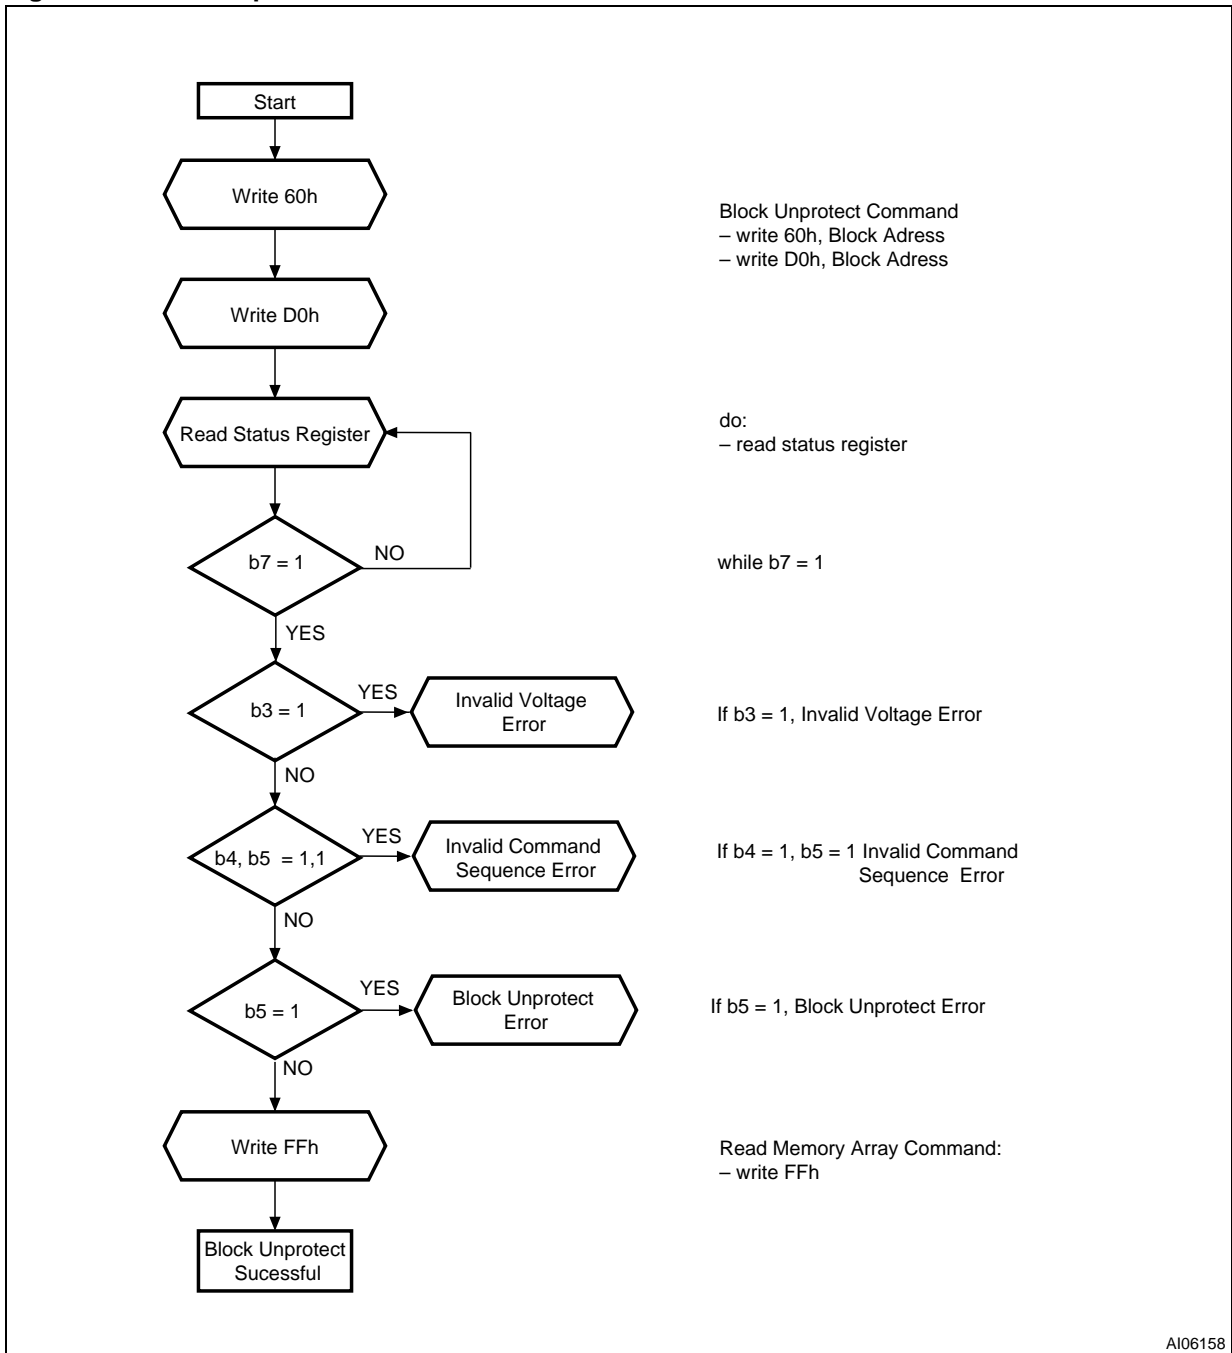 Start
Write 60h
Block Unprotect Command
– write 60h, Block Adress
– write D0h, Block Adress
Write D0h
Read Status Register
do:
– read status register
b7 = 1
NO
while b7 = 1
YES
b3 = 1
YES
Invalid Voltage
Error
If b3 = 1, Invalid Voltage Error
NO
b4, b5 = 1,1
YES
Invalid Command
Sequence Error
If b4 = 1, b5 = 1 Invalid Command
Sequence Error
NO
b5 = 1
YES
Block Unprotect
Error
If b5 = 1, Block Unprotect Error
NO
Write FFh
Read Memory Array Command:
– write FFh
Block Unprotect
Sucessful
AI06158